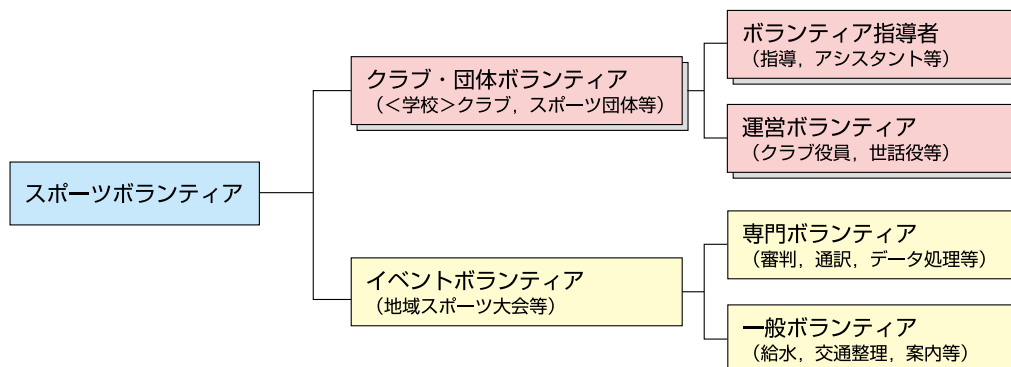 スポーツボランティア
クラブ・団体ボランティア
（＜学校＞クラブ，スポーツ団体等）
ボランティア指導者
（指導，アシスタント等）
運営ボランティア
（クラブ役員，世話役等）
イベントボランティア
（地域スポーツ大会等）
専門ボランティア
（審判，通訳，データ処理等）
一般ボランティア
（給水，交通整理，案内等）